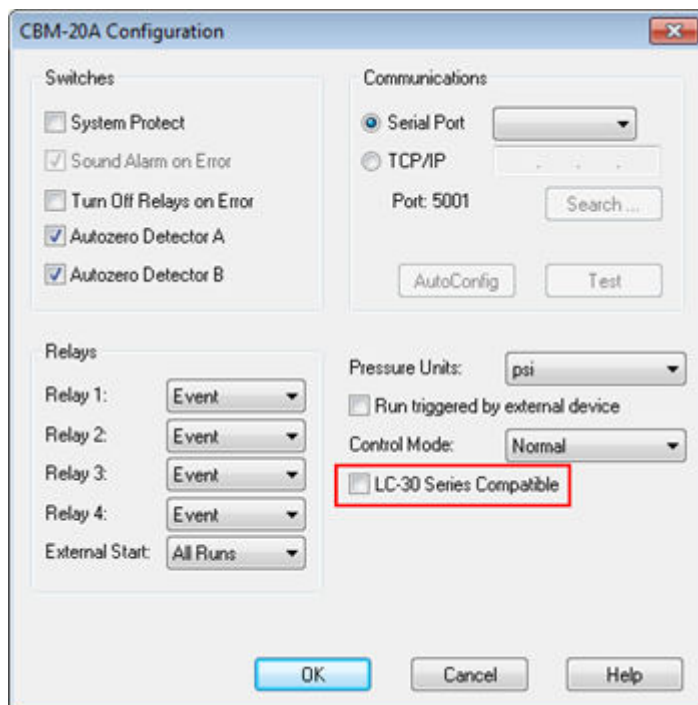 CBM-20A Configuration
Switches
System Protect
Sound Alarm on Error
Turn Off Relays on Error
Autozero Detector A
Autozero Detector B
Communications
Serial Port
TCP/IP
Port: 5001
Search ...
AutoConfig
Test
Relays
Relay 1: Event
Relay 2: Event
Relay 3: Event
Relay 4: Event
External Start: All Runs
Pressure Units: psi
Run triggered by external device
Control Mode: Normal
LC-30 Series Compatible
OK
Cancel
Help